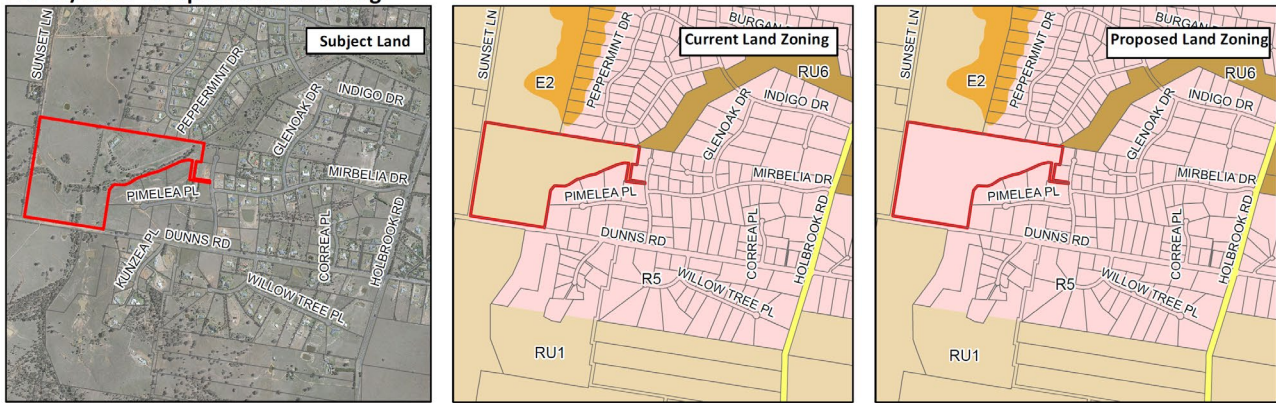 Subject Land
SUNSET LN
PEPPERMINT DR
GLENOAK DR
INDIGO DR
MIRBELIA DR
PIMELEA PL
DUNNS RD
KUNZEA PL
CORREA PL
HOLBROOK RD
WILLOW TREE PL
Current Land Zoning
SUNSET LN
E2
PEPPERMINT DR
RU6
INDIGO DR
GLENOAK DR
MIRBELIA DR
PIMELEA PL
DUNNS RD
CORREA PL
HOLBROOK RD
R5
WILLOW TREE PL
RU1
Proposed Land Zoning
SUNSET LN
E2
PEPPERMINT DR
RU6
INDIGO DR
GLENOAK DR
MIRBELIA DR
PIMELEA PL
DUNNS RD
CORREA PL
HOLBROOK RD
R5
WILLOW TREE PL
RU1